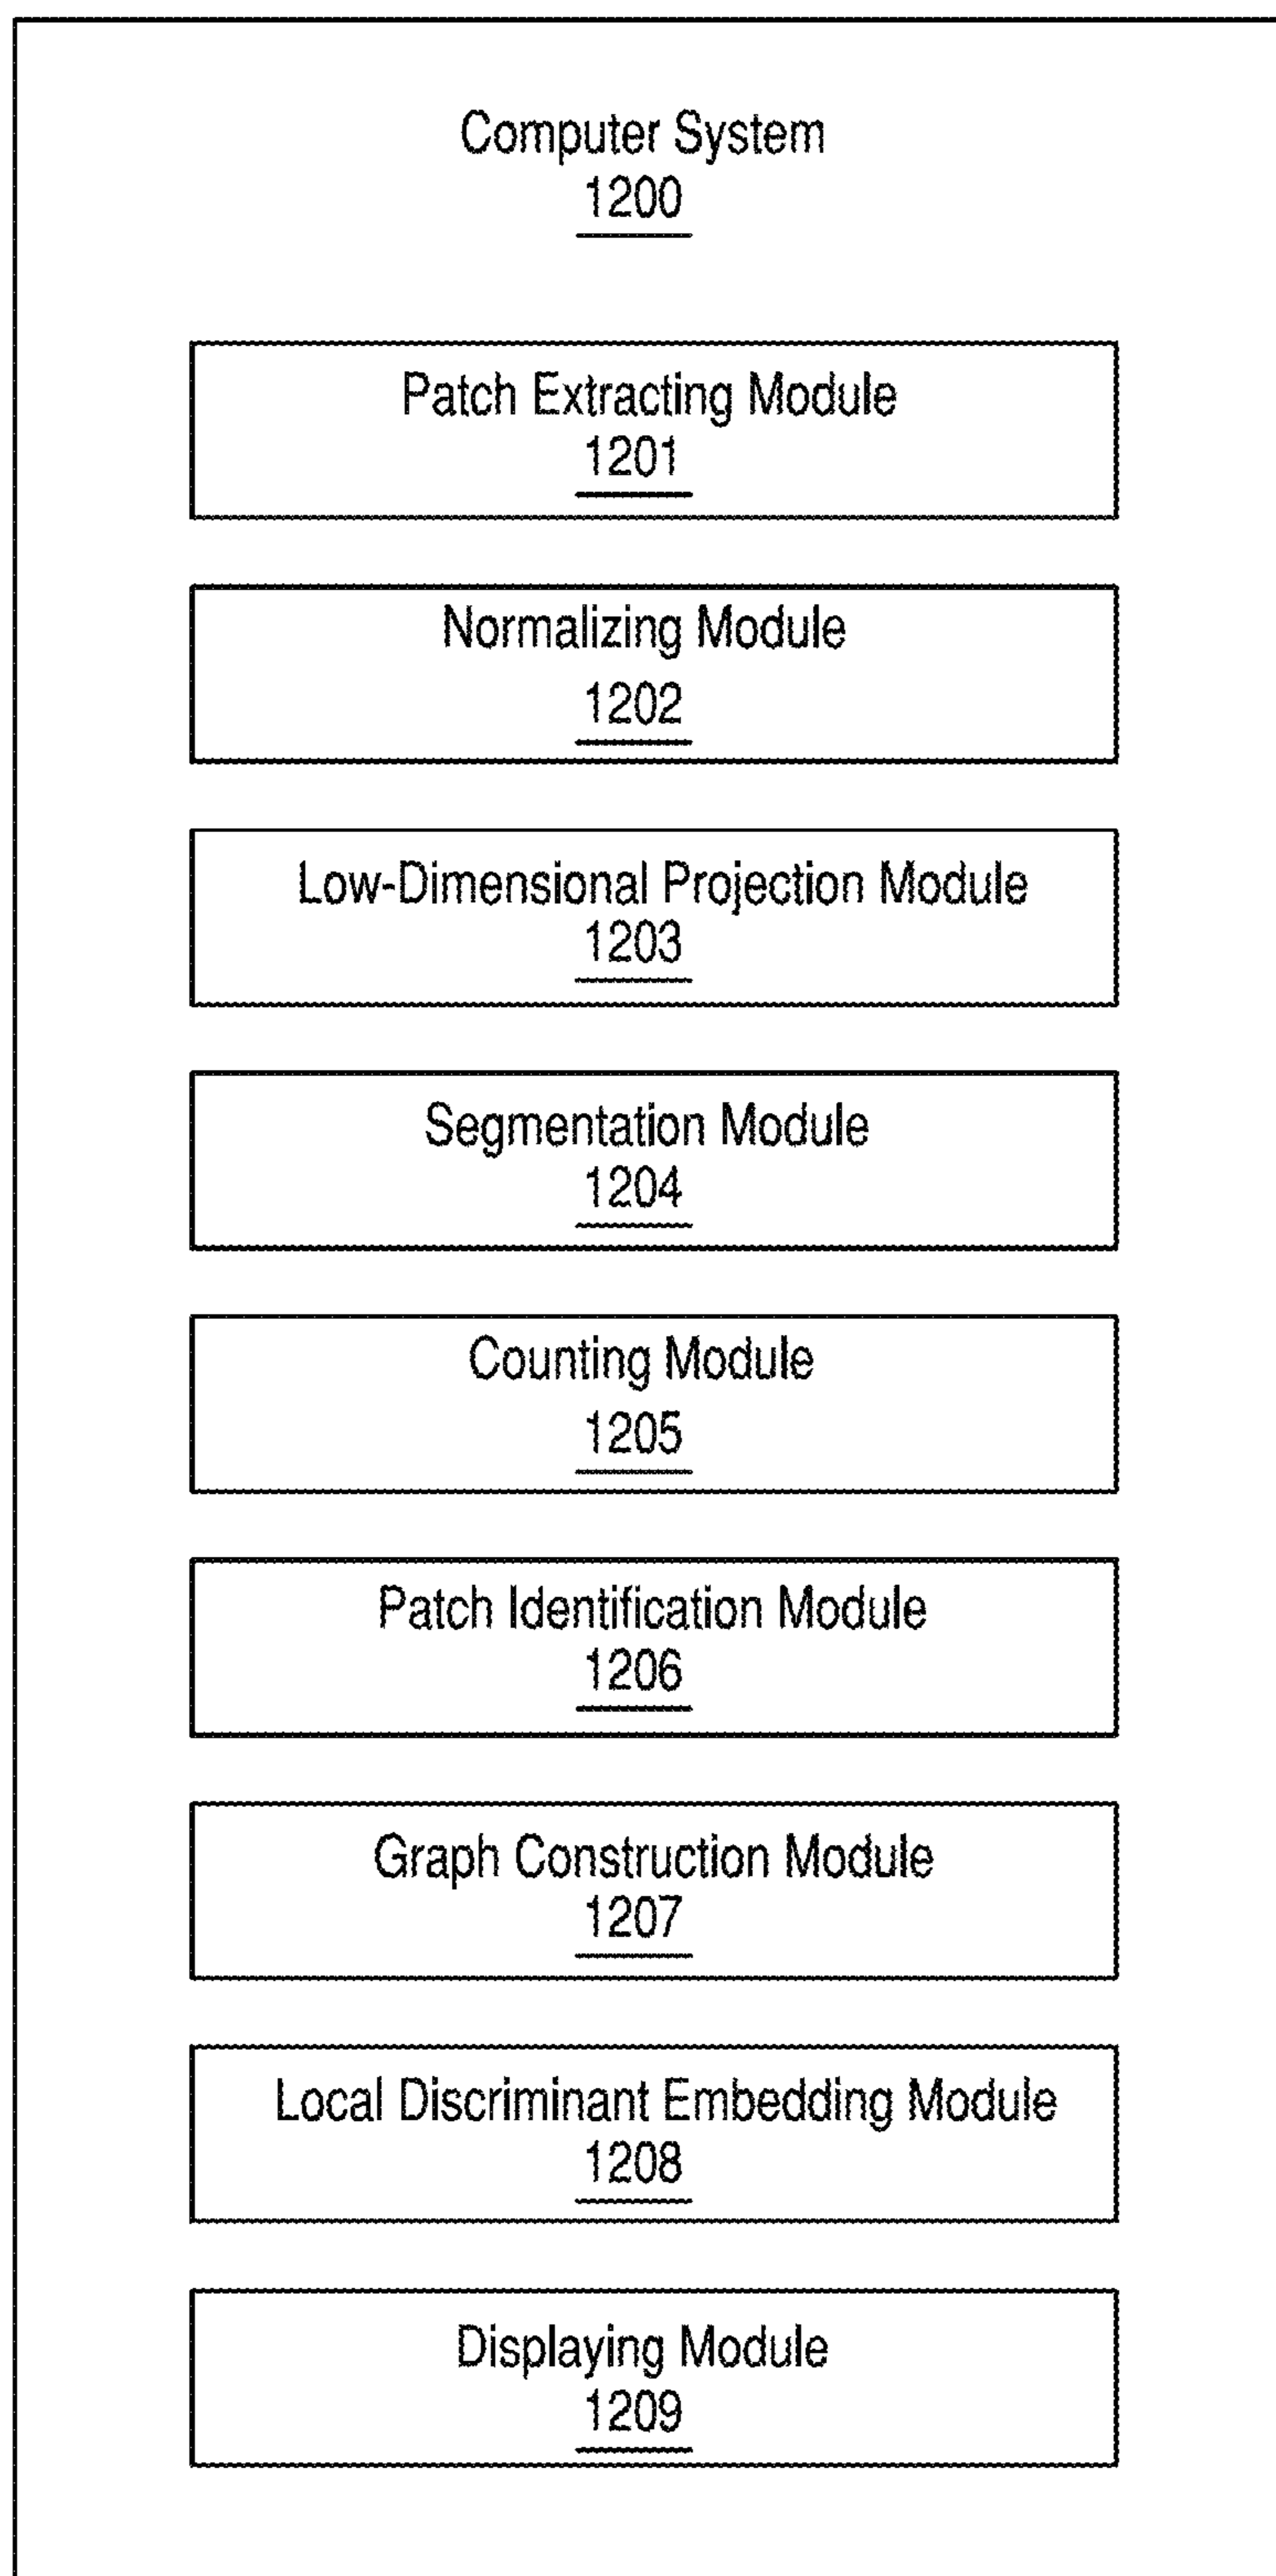 Computer System
1200
Patch Extracting Module
1201
Normalizing Module
1202
Low-Dimensional Projection Module
1203
Segmentation Module
1204
Counting Module
1205
Patch Identification Module
1206
Graph Construction Module
1207
Local Discriminant Embedding Module
1208
Displaying Module
1209